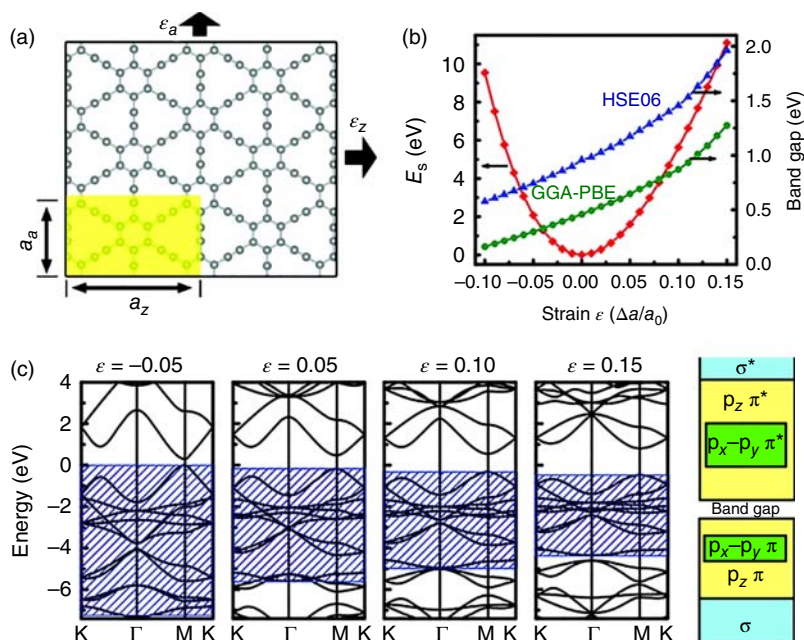 (a)
εa
εz
aa
az
(b)
HSE06
GGA-PBE
Es (eV)
10
8
6
4
2
0
Band gap (eV)
2.0
1.5
1.0
0.5
0.0
−0.10 −0.05 0.00 0.05 0.10 0.15
Strain ε (Δa/a0)
(c)
ε = −0.05 ε = 0.05 ε = 0.10 ε = 0.15
Energy (eV)
4
2
0
−2
−4
−6
K Γ M K K Γ M K K Γ M K K Γ M K
σ*
pz π*
px−py π*
Band gap
px−py π
pz π
σ